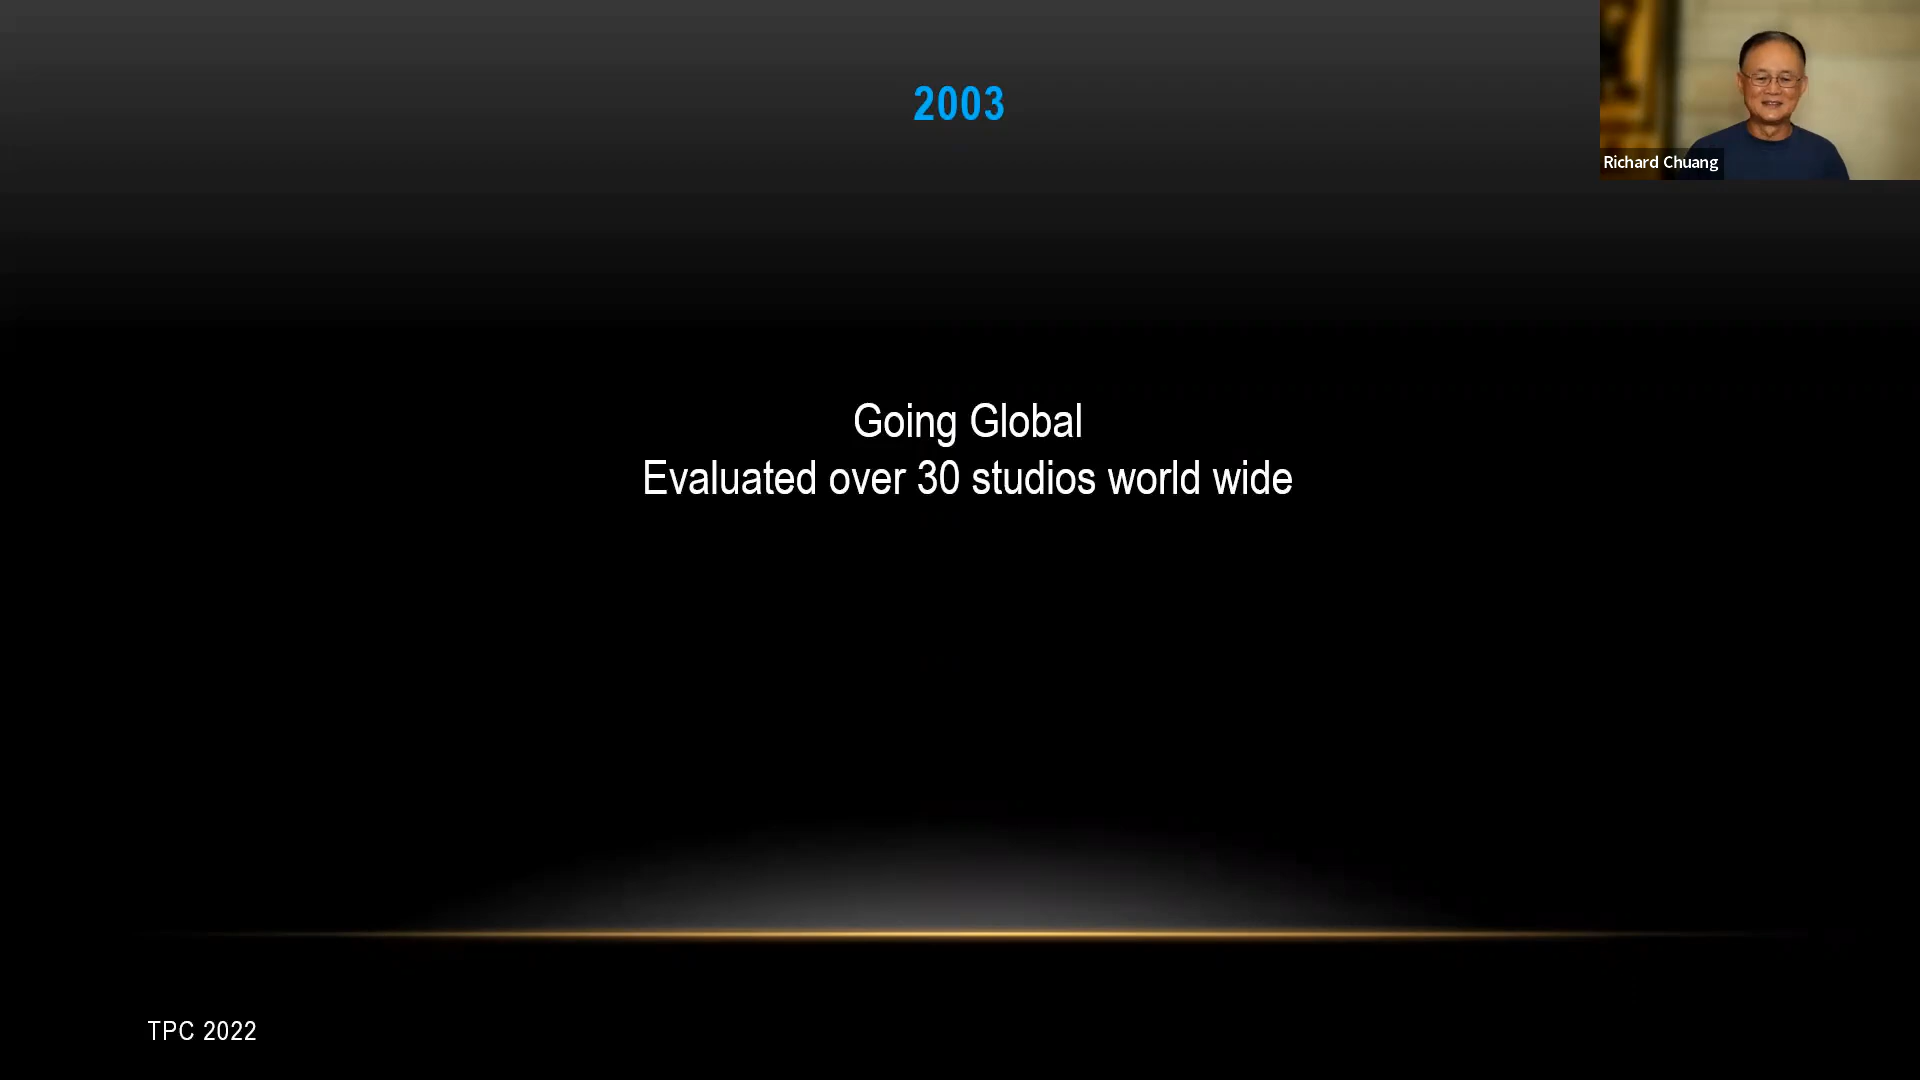 2003
Richard Chuang
Going Global
Evaluated over 30 studios world wide
TPC 2022